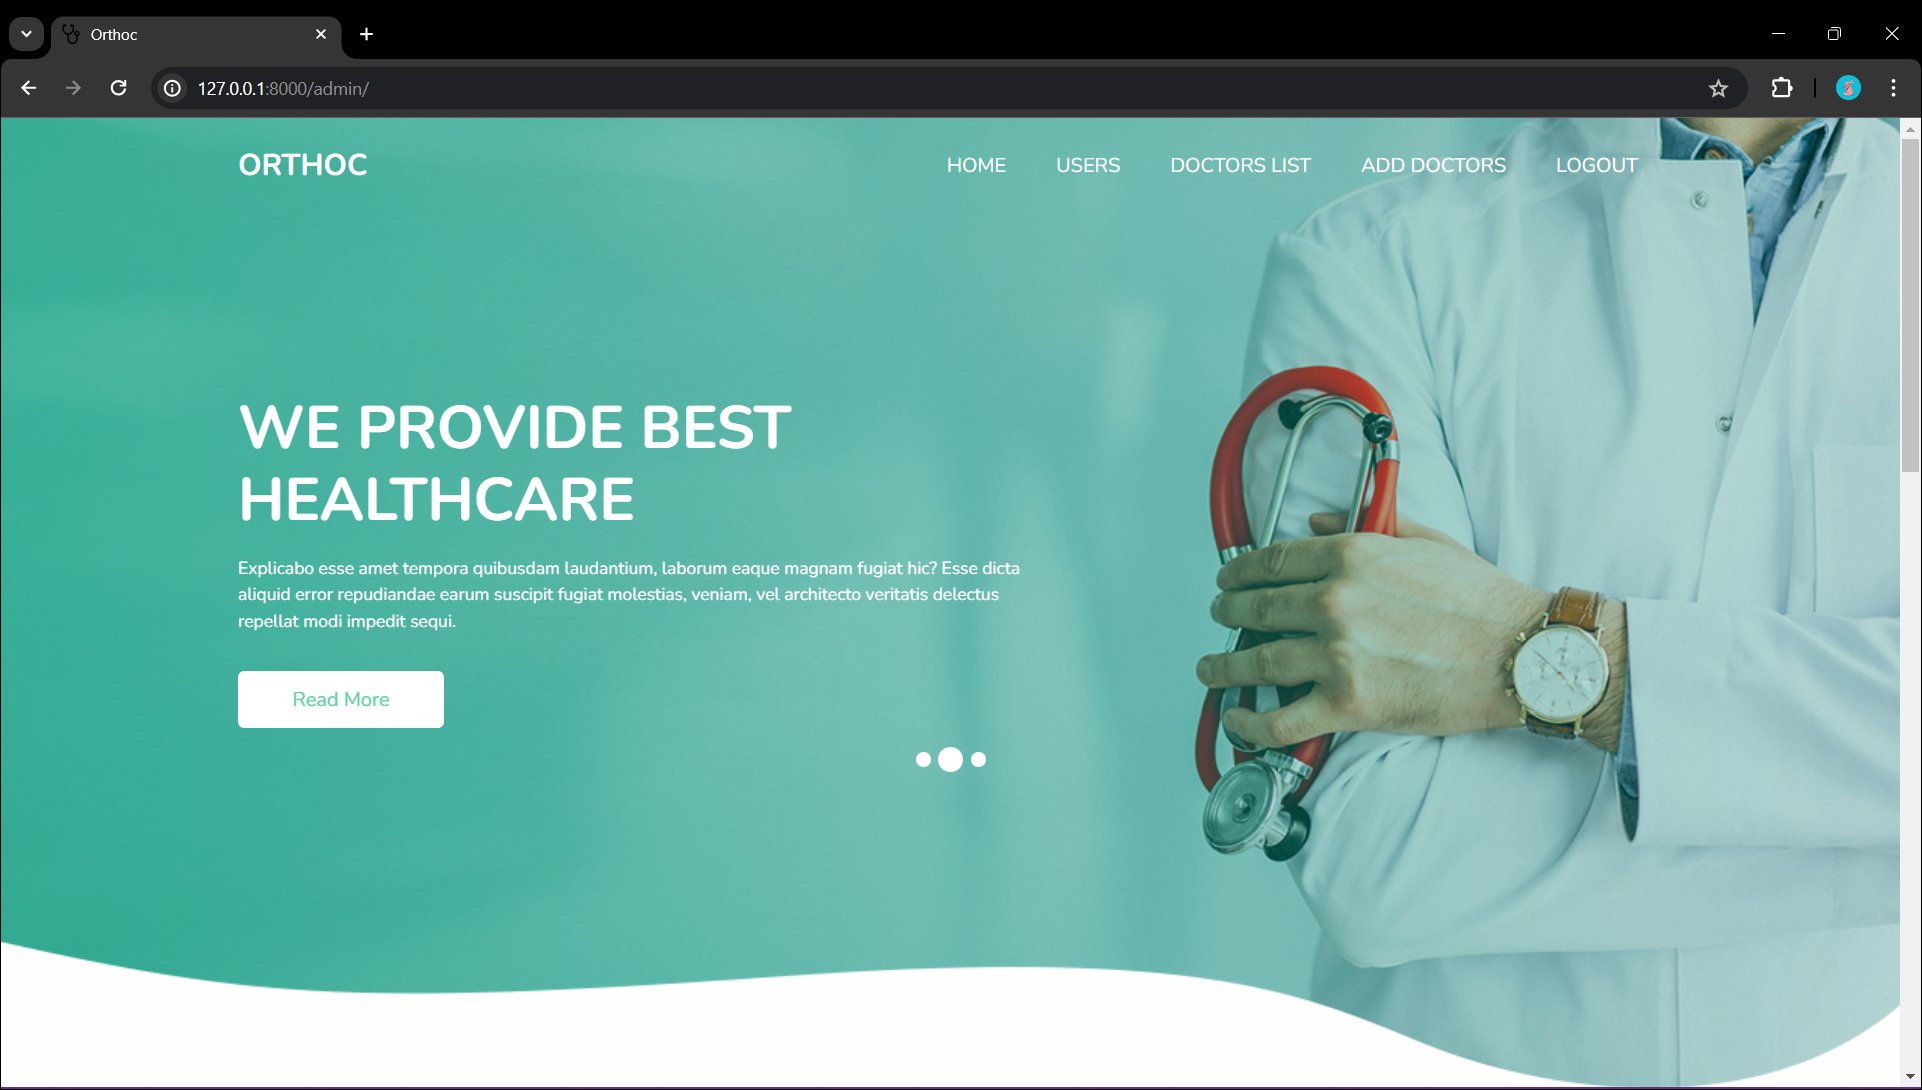 Orthoc
127.0.0.1:8000/admin/
ORTHOC
HOME USERS DOCTORS LIST ADD DOCTORS LOGOUT
WE PROVIDE BEST
HEALTHCARE
Explicabo esse amet tempora quibusdam laudantium, laborum eaque magnam fugiat hic? Esse dicta
aliquid error repudiandae earum suscipit fugiat molestias, veniam, vel architecto veritatis delectus
repellat modi impedit sequi.
Read More